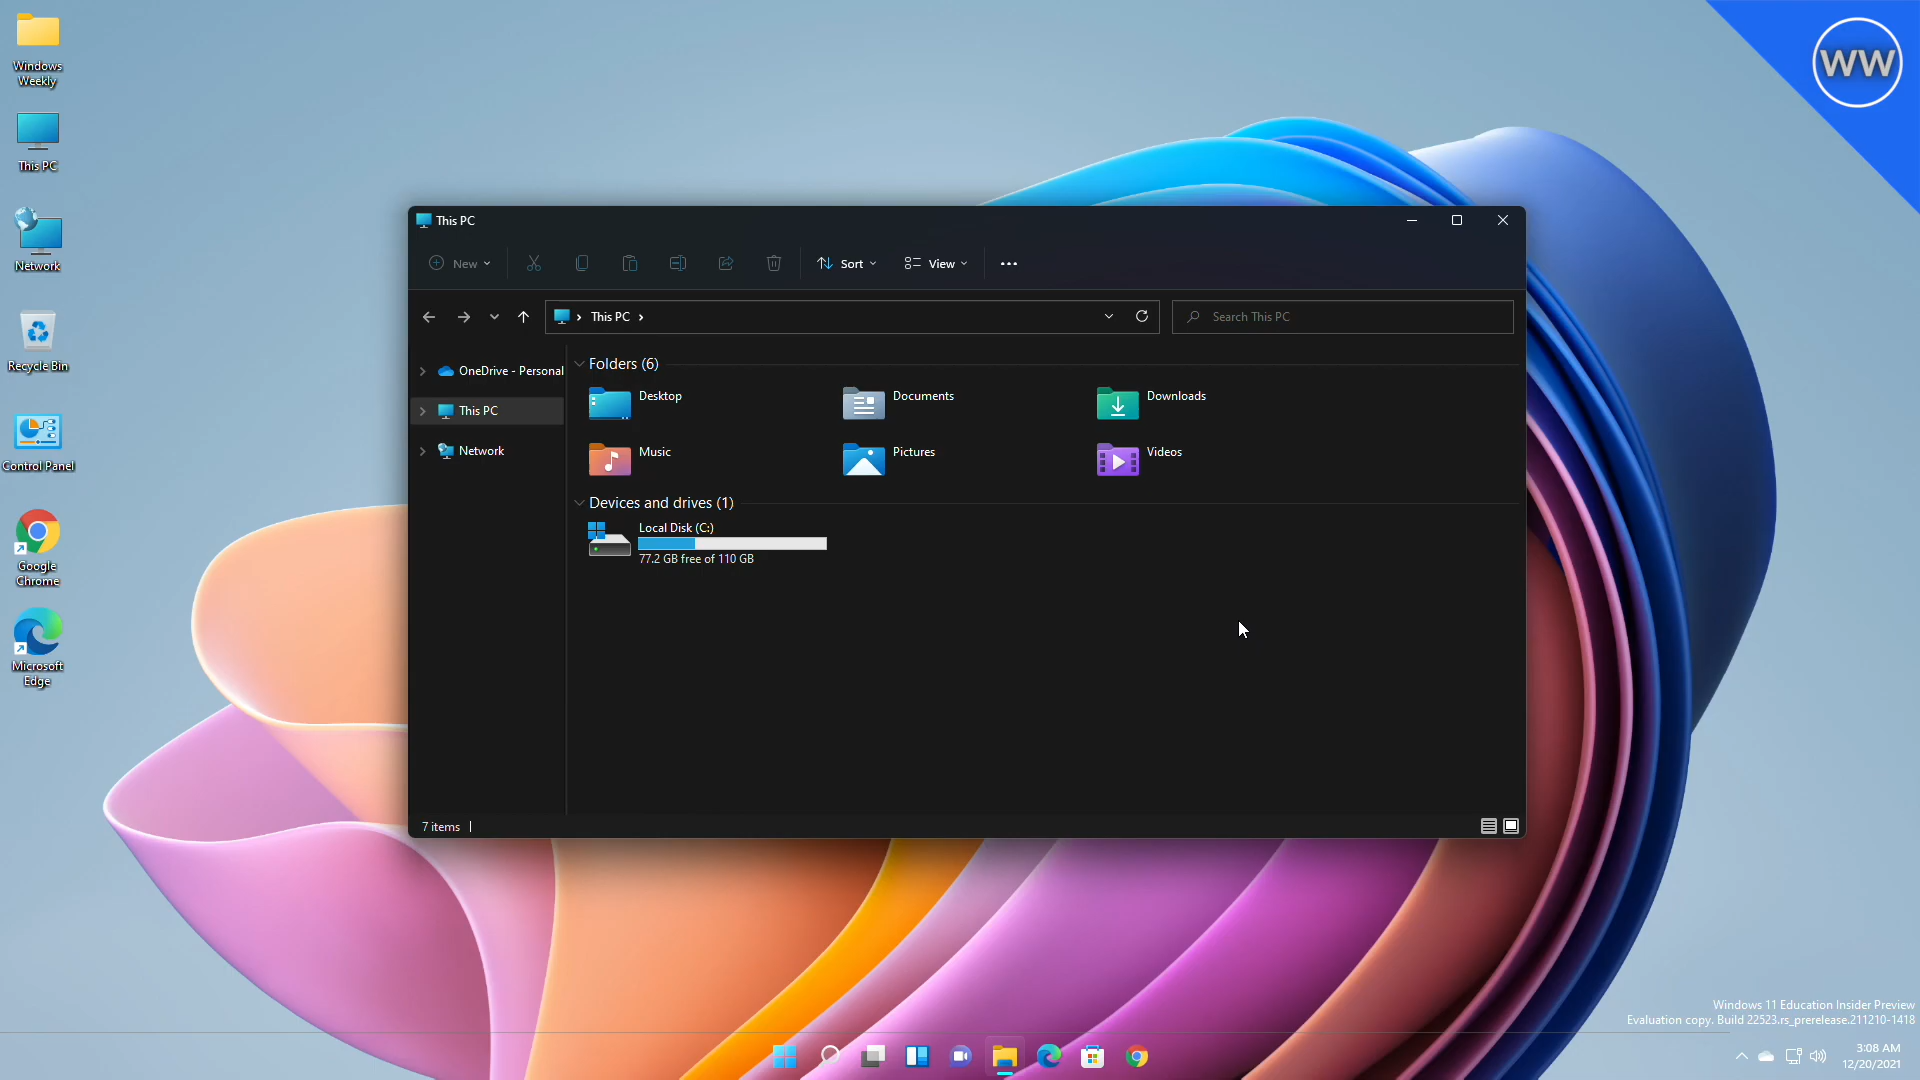 Windows
Weekly
This PC
Network
Recycle Bin
Control Panel
Google
Chrome
Microsoft
Edge
WW
This PC
New
Sort
View
This PC
Search This PC
OneDrive - Personal
This PC
Network
Folders (6)
Desktop
Documents
Downloads
Music
Pictures
Videos
Devices and drives (1)
Local Disk (C:)
77.2 GB free of 110 GB
7 items
Windows 11 Education Insider Preview
Evaluation copy. Build 22523.rs_prerelease.211210-1418
3:08 AM
12/20/2021